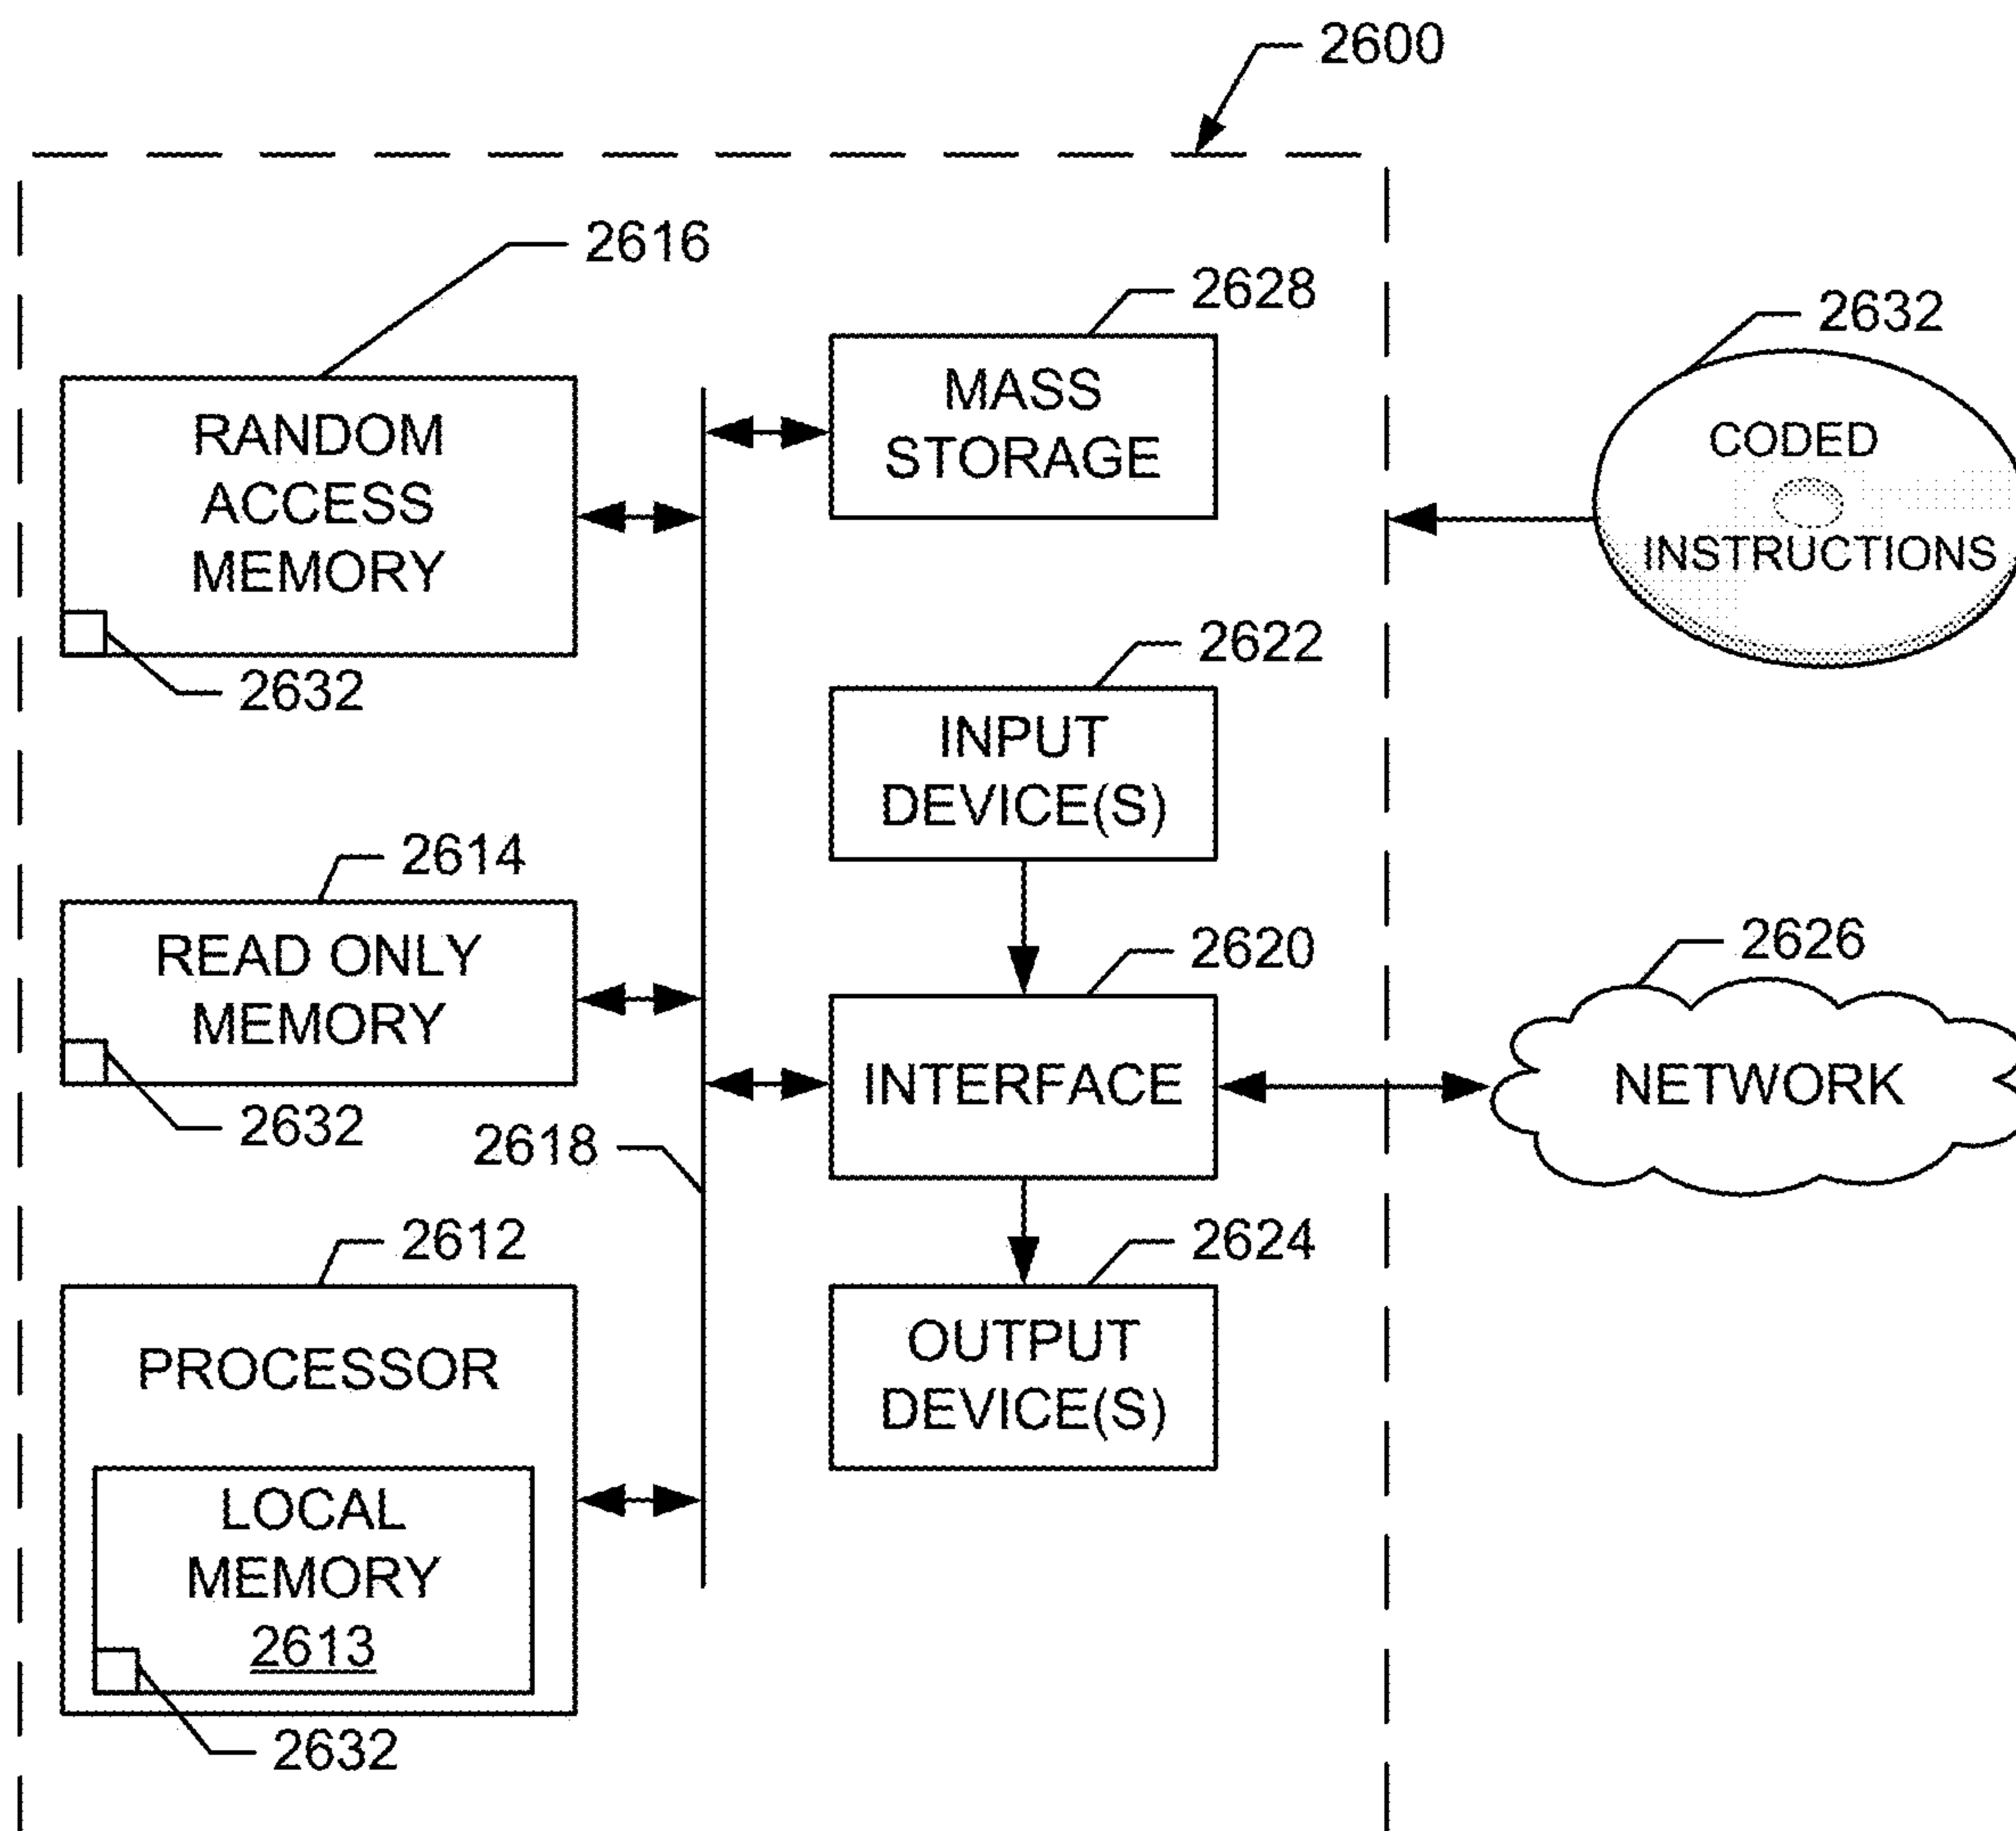 2600
2616
2628
2632
RANDOM
ACCESS
MEMORY
MASS
STORAGE
CODED
INSTRUCTIONS
2632
2622
INPUT
DEVICE(S)
2614
READ ONLY
MEMORY
2620
2626
INTERFACE
NETWORK
2632
2618
2612
2624
PROCESSOR
OUTPUT
DEVICE(S)
LOCAL
MEMORY
2613
2632